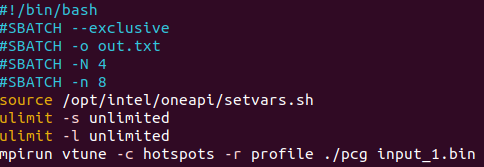 #!/bin/bash
#SBATCH --exclusive
#SBATCH -o out.txt
#SBATCH -N 4
#SBATCH -n 8
source /opt/intel/oneapi/setvars.sh
ulimit -s unlimited
ulimit -l unlimited
mpirun vtune -c hotspots -r profile ./pcg input_1.bin